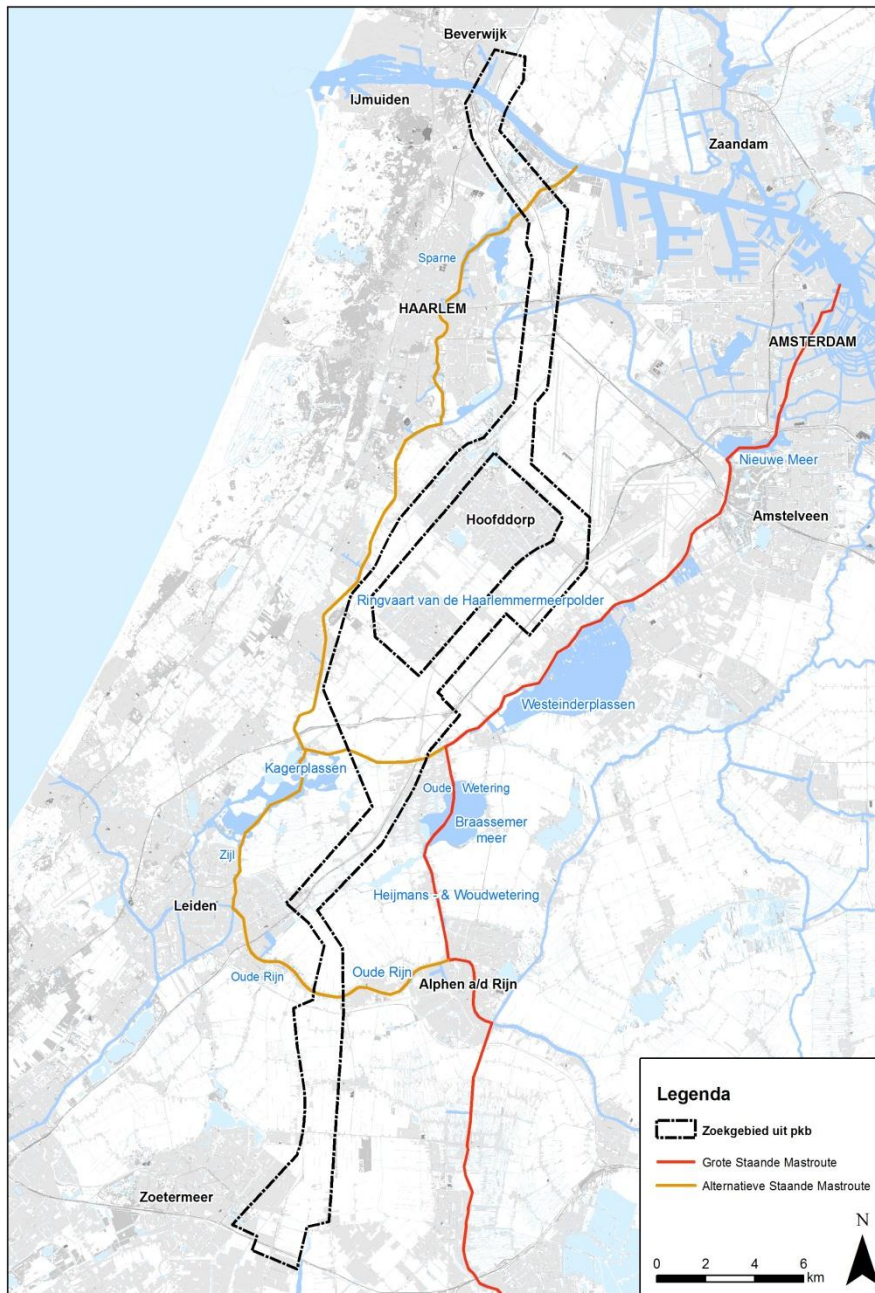 Beverwijk
IJmuiden
Zaandam
Sparne
HAARLEM
AMSTERDAM
Nieuwe Meer
Amstelveen
Hoofddorp
Ringvaart van de Haarlemmermeerpolder
Westeinderplassen
Kagerplassen
Oude Wetering
Braassemer
meer
Zijl
Heijmans - & Woudwetering
Leiden
Oude Rijn
Oude Rijn
Alphen a/d Rijn
Zoetermeer
Legenda
Zoekgebied uit pkb
Grote Staande Mastroute
Alternatieve Staande Mastroute
N
0 2 4 6
km